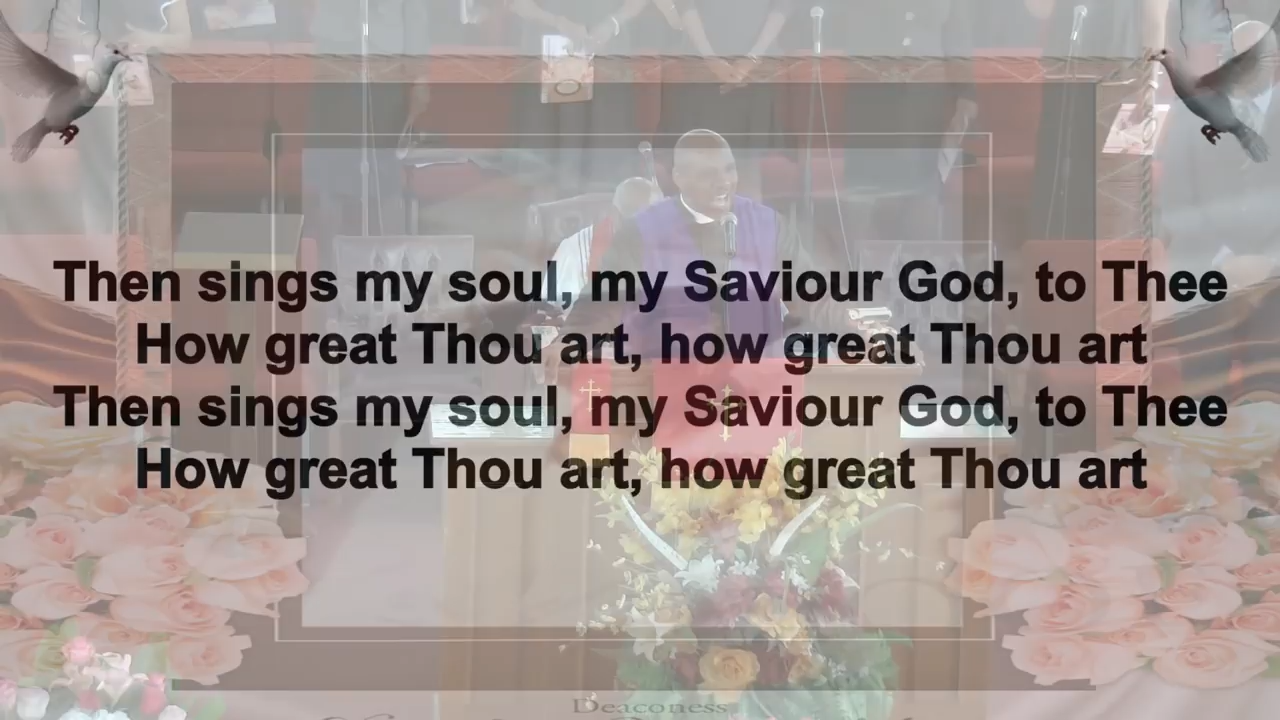 Then sings my soul, my Saviour God, to Thee
How great Thou art, how great Thou art
Then sings my soul, my Saviour God, to Thee
How great Thou art, how great Thou art
Deaconess